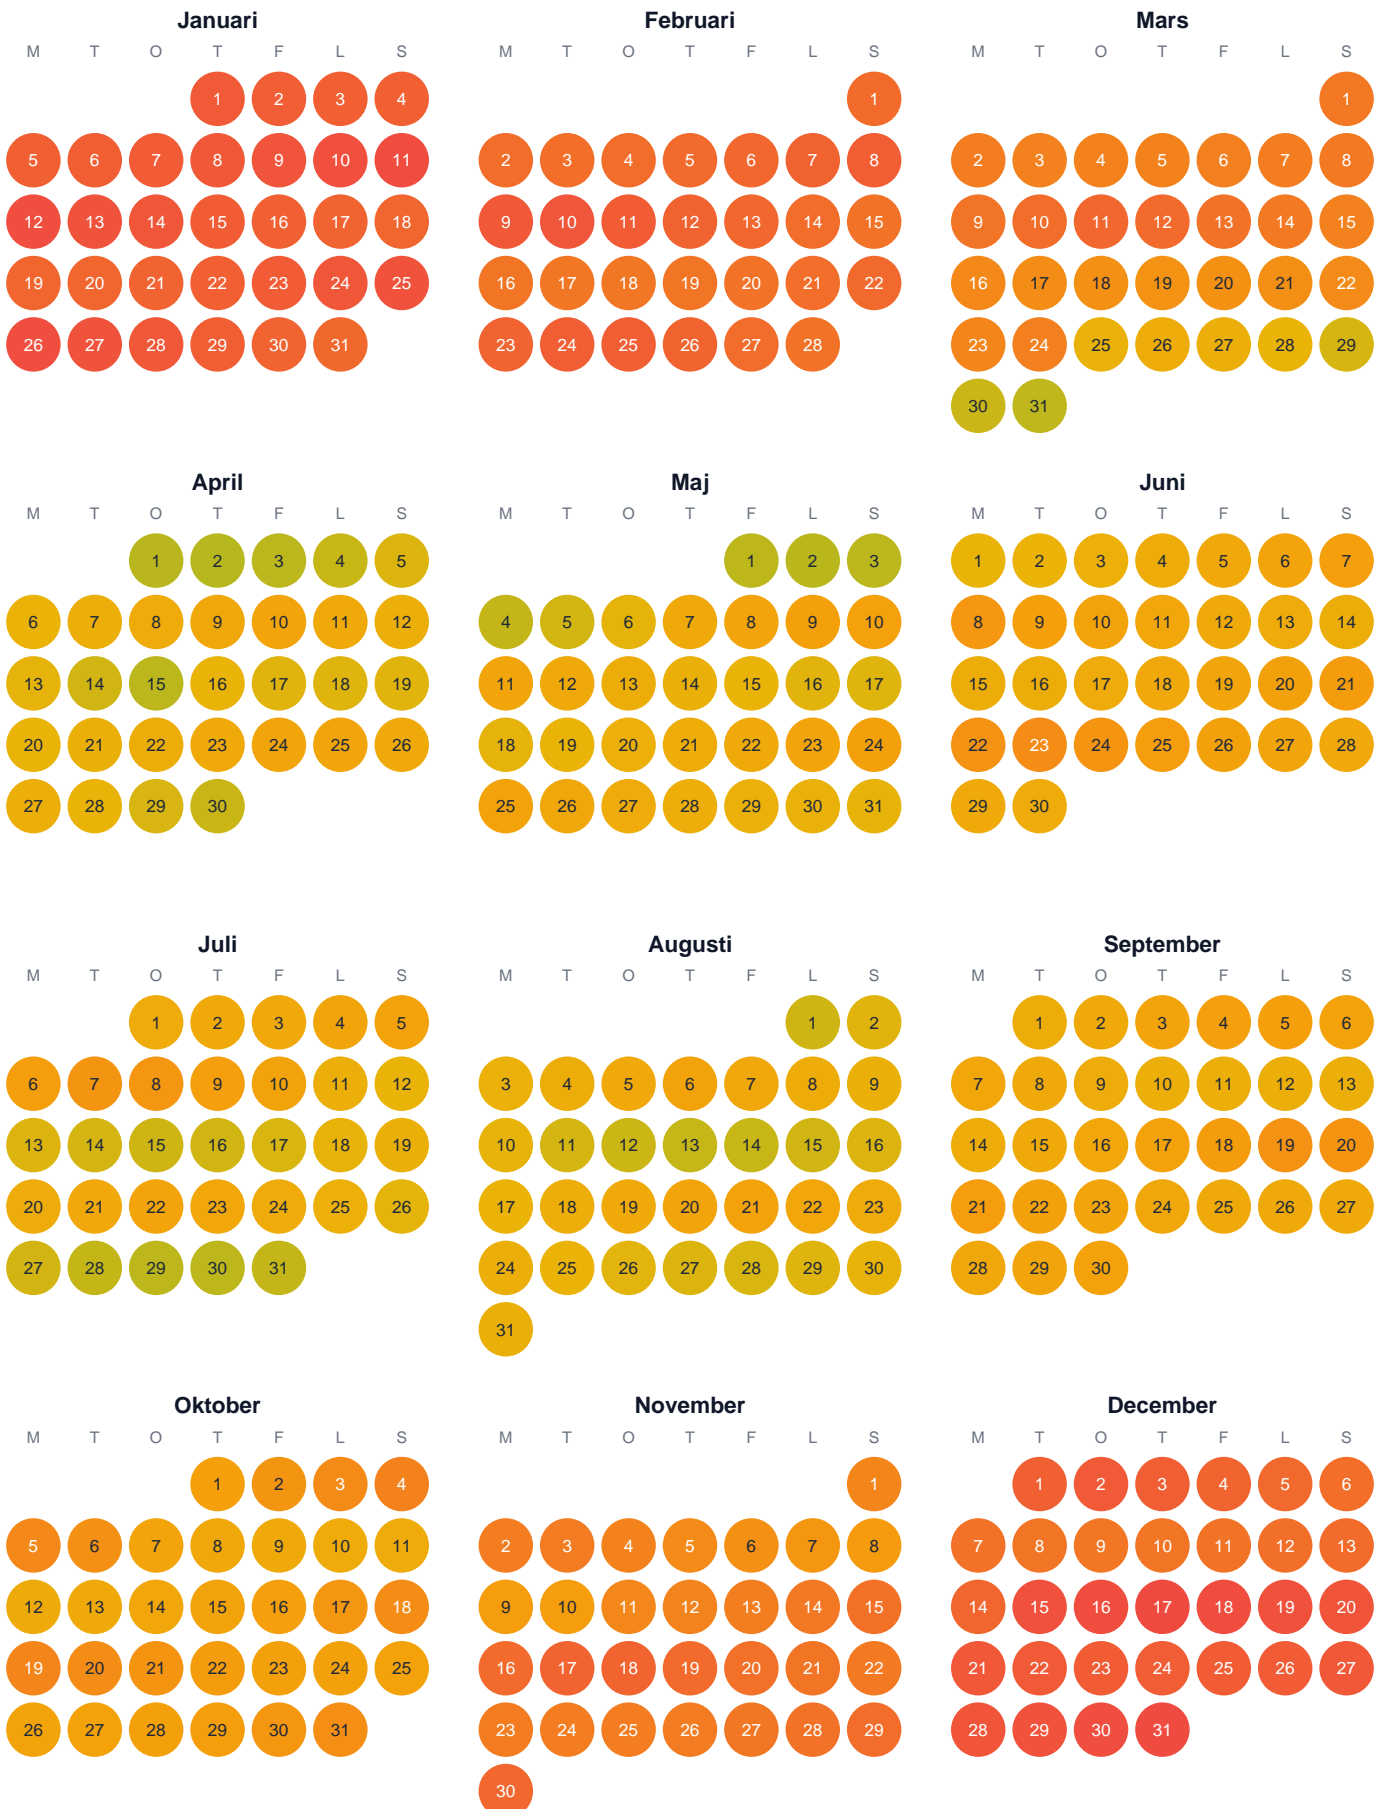 Januari Februari Mars
M T O T F L S M T O T F L S M T O T F L S
1 2 3 4 1 1
5 6 7 8 9 10 11 2 3 4 5 6 7 8 2 3 4 5 6 7 8
12 13 14 15 16 17 18 9 10 11 12 13 14 15 9 10 11 12 13 14 15
19 20 21 22 23 24 25 16 17 18 19 20 21 22 16 17 18 19 20 21 22
26 27 28 29 30 31 23 24 25 26 27 28 23 24 25 26 27 28 29
30 31
April Maj Juni
M T O T F L S M T O T F L S M T O T F L S
1 2 3 4 5 1 2 3 1 2 3 4 5 6 7
6 7 8 9 10 11 12 4 5 6 7 8 9 10 8 9 10 11 12 13 14
13 14 15 16 17 18 19 11 12 13 14 15 16 17 15 16 17 18 19 20 21
20 21 22 23 24 25 26 18 19 20 21 22 23 24 22 23 24 25 26 27 28
27 28 29 30 25 26 27 28 29 30 31 29 30
Juli Augusti September
M T O T F L S M T O T F L S M T O T F L S
1 2 3 4 5 1 2 1 2 3 4 5 6
6 7 8 9 10 11 12 3 4 5 6 7 8 9 7 8 9 10 11 12 13
13 14 15 16 17 18 19 10 11 12 13 14 15 16 14 15 16 17 18 19 20
20 21 22 23 24 25 26 17 18 19 20 21 22 23 21 22 23 24 25 26 27
27 28 29 30 31 24 25 26 27 28 29 30 28 29 30
31
Oktober November December
M T O T F L S M T O T F L S M T O T F L S
1 2 3 4 1 1 2 3 4 5 6
5 6 7 8 9 10 11 2 3 4 5 6 7 8 7 8 9 10 11 12 13
12 13 14 15 16 17 18 9 10 11 12 13 14 15 14 15 16 17 18 19 20
19 20 21 22 23 24 25 16 17 18 19 20 21 22 21 22 23 24 25 26 27
26 27 28 29 30 31 23 24 25 26 27 28 29 28 29 30 31
30